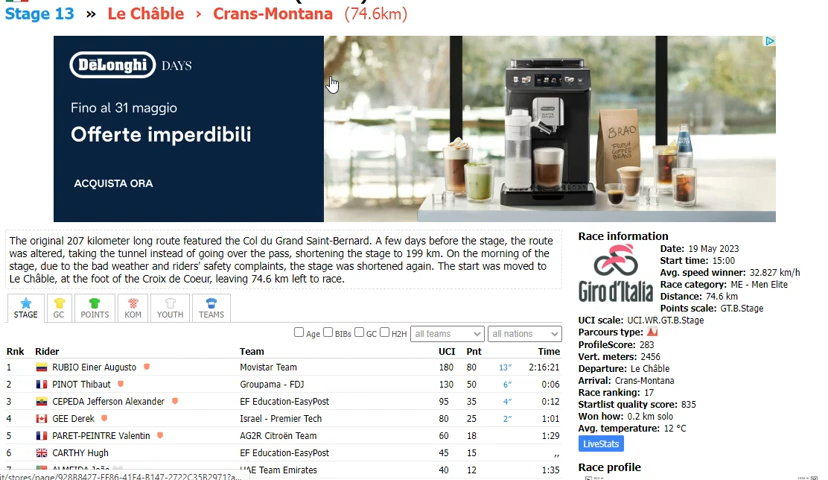 Stage 13 » Le Châble › Crans-Montana (74.6km)
DeLonghi DAYS
Fino al 31 maggio
Offerte imperdibili
ACQUISTA ORA
BRAD
The original 207 kilometer long route featured the Col du Grand Saint-Bernard. A few days before the stage, the route
was altered, taking the tunnel instead of going over the pass, shortening the stage to 199 km. On the morning of the
stage, due to the bad weather and riders' safety complaints, the stage was shortened again. The start was moved to
Le Châble, at the foot of the Croix de Coeur, leaving 74.6 km left to race.
STAGE GC POINTS KOM YOUTH TEAMS
Age BIBs GC H2H all teams all nations
Rnk Rider Team UCI Pnt Time
1 RUBIO Einer Augusto Movistar Team 180 80 13″ 2:16:21
2 PINOT Thibaut Groupama - FDJ 130 50 6″ 0:06
3 CEPEDA Jefferson Alexander EF Education-EasyPost 95 35 4″ 0:12
4 GEE Derek Israel - Premier Tech 80 25 2″ 1:01
5 PARET-PEINTRE Valentin AG2R Citroën Team 60 18 1:29
6 CARTHY Hugh EF Education-EasyPost 45 15 ,,
7 ALMEIDA João UAE Team Emirates 40 12 1:35
Race information
Giro d'Italia
Date: 19 May 2023
Start time: 15:00
Avg. speed winner: 32.827 km/h
Race category: ME - Men Elite
Distance: 74.6 km
Points scale: GT.B.Stage
UCI scale: UCI.WR.GT.B.Stage
Parcours type:
ProfileScore: 283
Vert. meters: 2456
Departure: Le Châble
Arrival: Crans-Montana
Race ranking: 17
Startlist quality score: 835
Won how: 0.2 km solo
Avg. temperature: 12 °C
LiveStats
Race profile